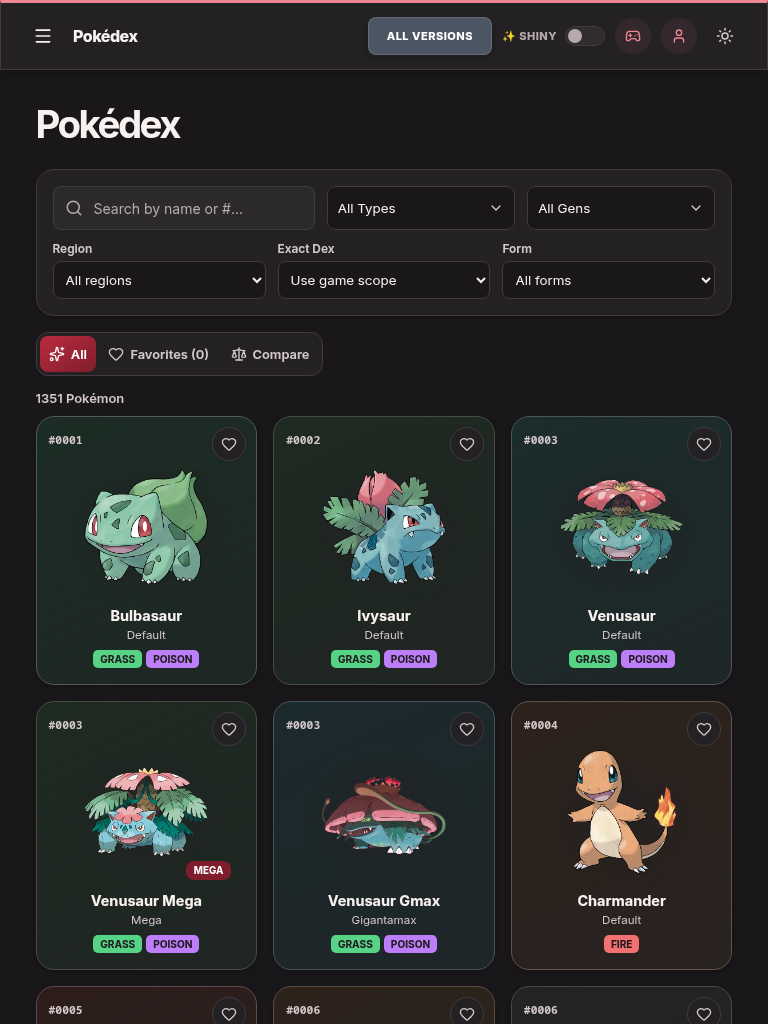 Pokédex
ALL VERSIONS
✨ SHINY
Pokédex
Search by name or #...
All Types
All Gens
Region
Exact Dex
Form
All regions
Use game scope
All forms
All
Favorites (0)
Compare
1351 Pokémon
#0001
#0002
#0003
Bulbasaur
Ivysaur
Venusaur
Default
Default
Default
GRASS POISON
GRASS POISON
GRASS POISON
#0003
#0003
#0004
MEGA
Venusaur Mega
Venusaur Gmax
Charmander
Mega
Gigantamax
Default
GRASS POISON
GRASS POISON
FIRE
#0005
#0006
#0006